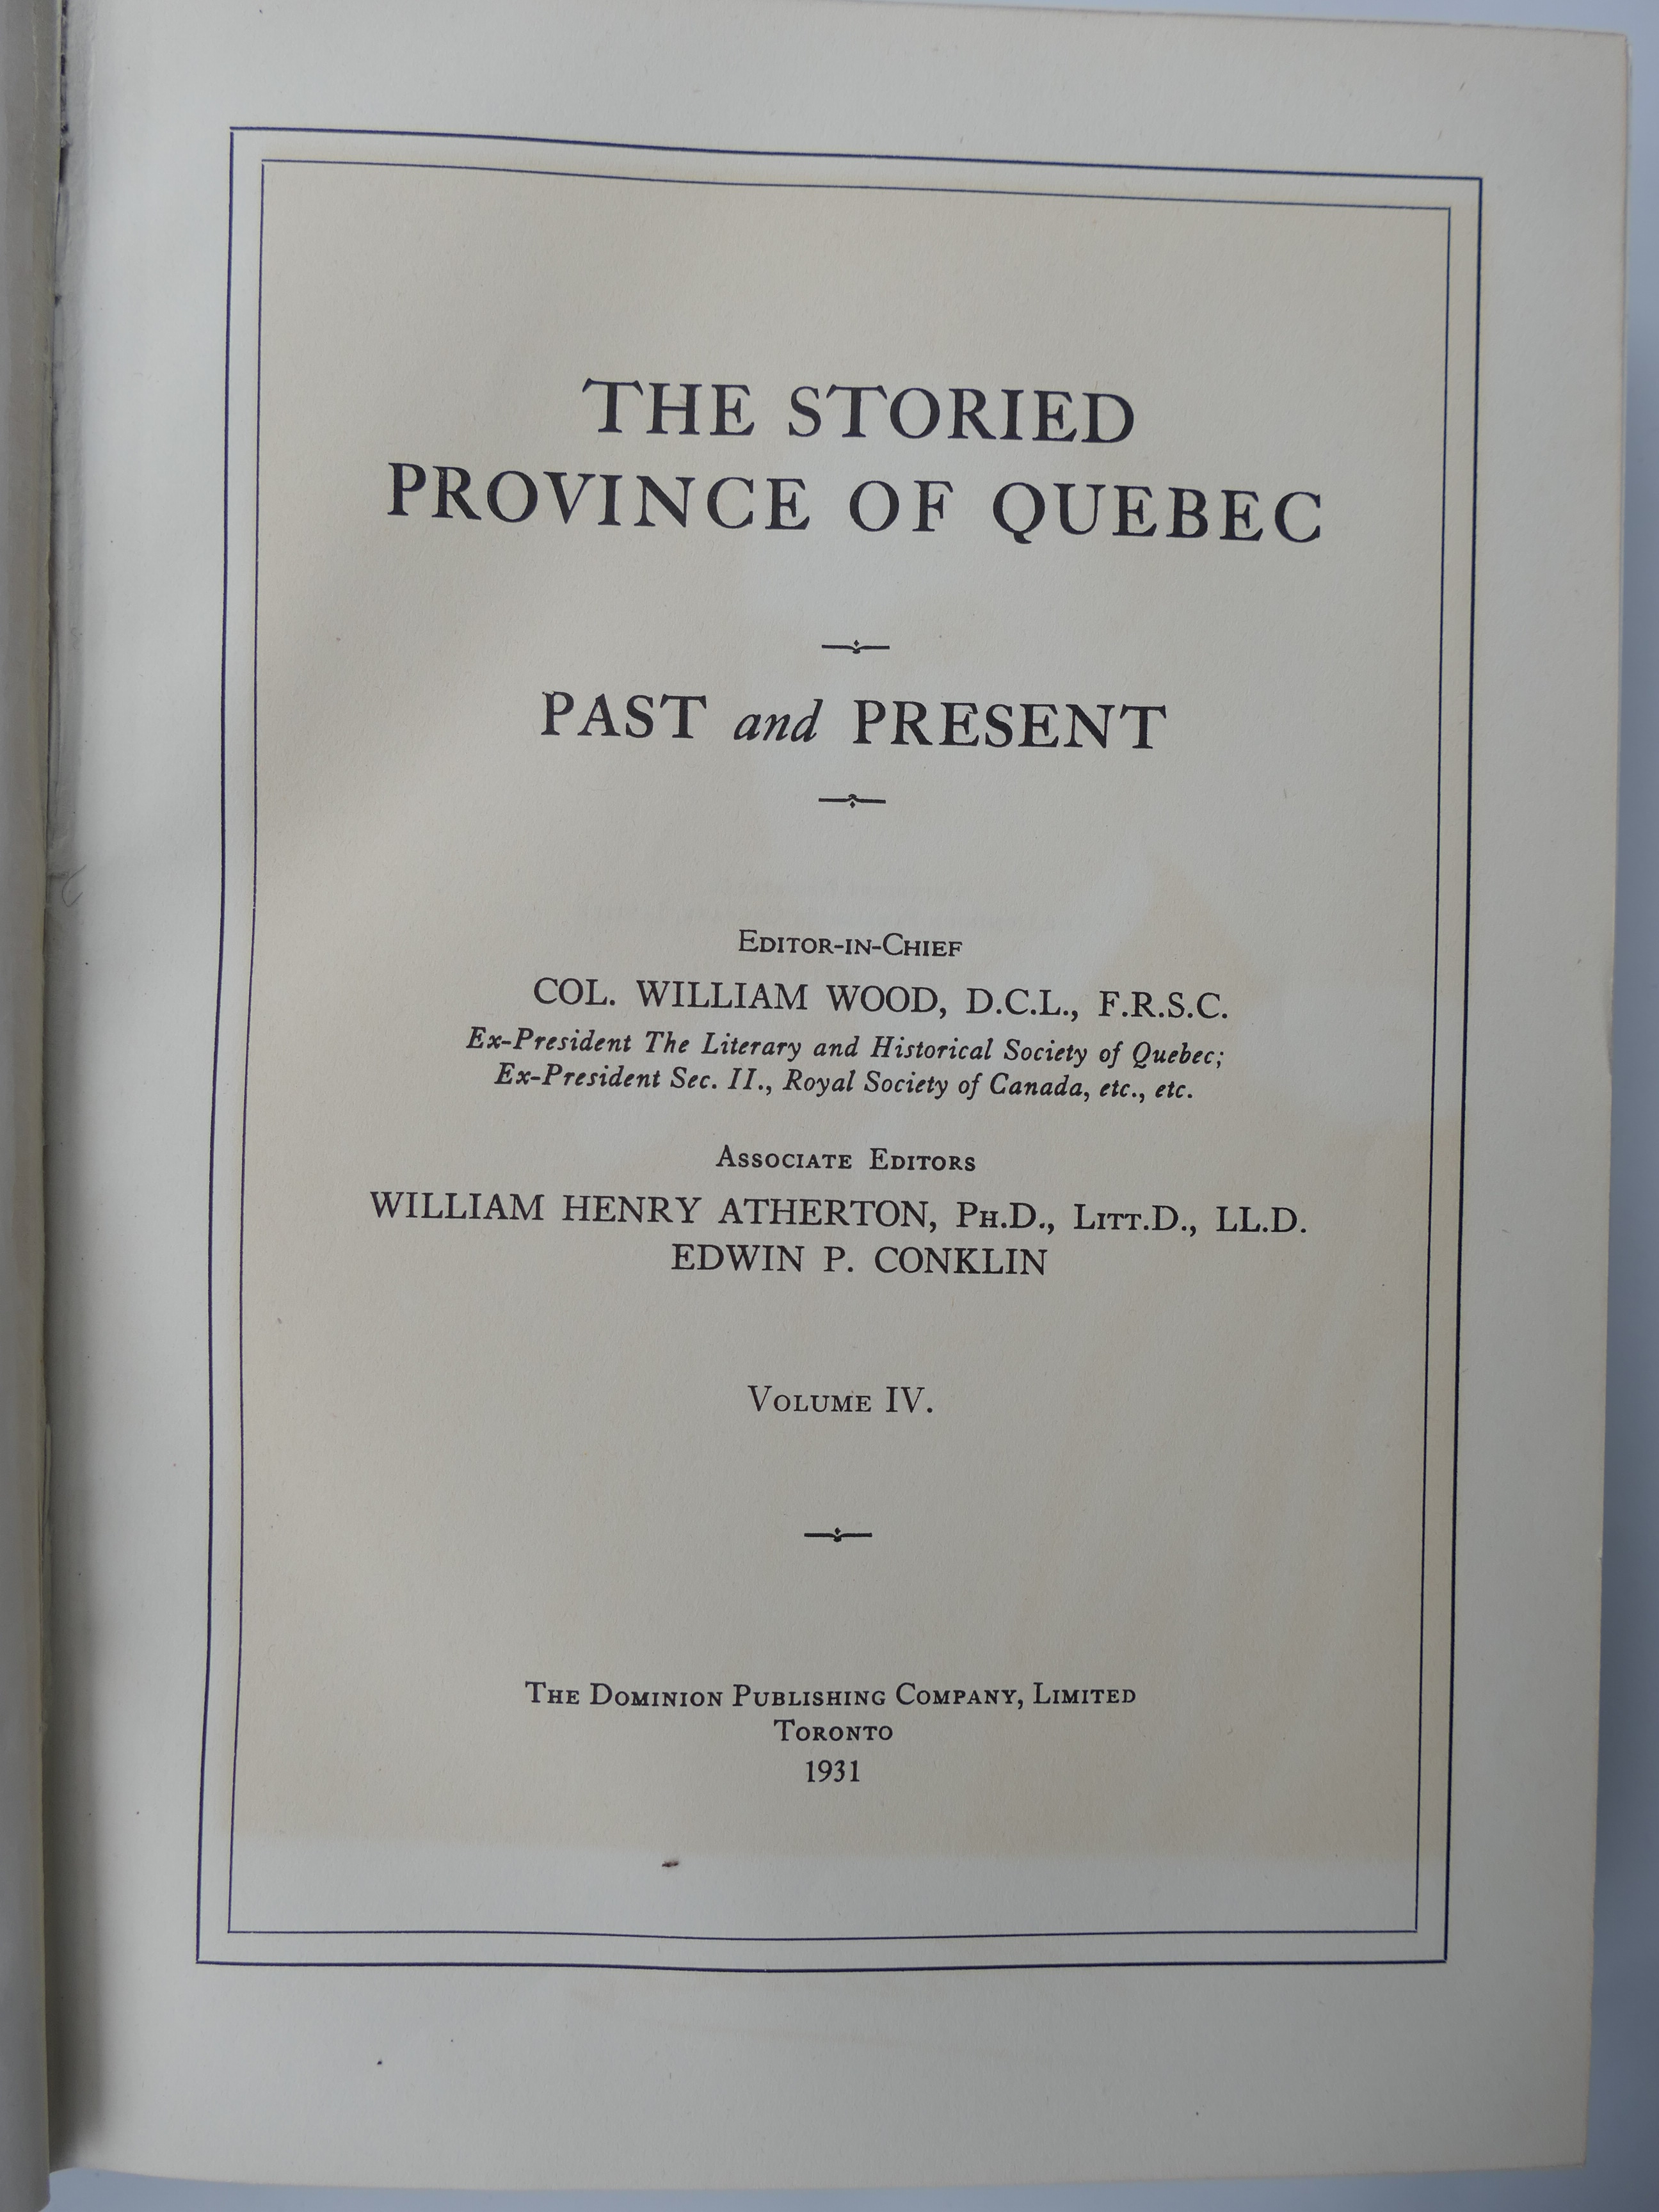 THE STORIED
PROVINCE OF QUEBEC
PAST and PRESENT
EDITOR-IN-CHIEF
COL. WILLIAM WOOD, D.C.L., F.R.S.C.
Ex-President The Literary and Historical Society of Quebec;
Ex-President Sec. II., Royal Society of Canada, etc., etc.
ASSOCIATE EDITORS
WILLIAM HENRY ATHERTON, PH.D., LITT.D., LL.D.
EDWIN P. CONKLIN
VOLUME IV.
THE DOMINION PUBLISHING COMPANY, LIMITED
TORONTO
1931